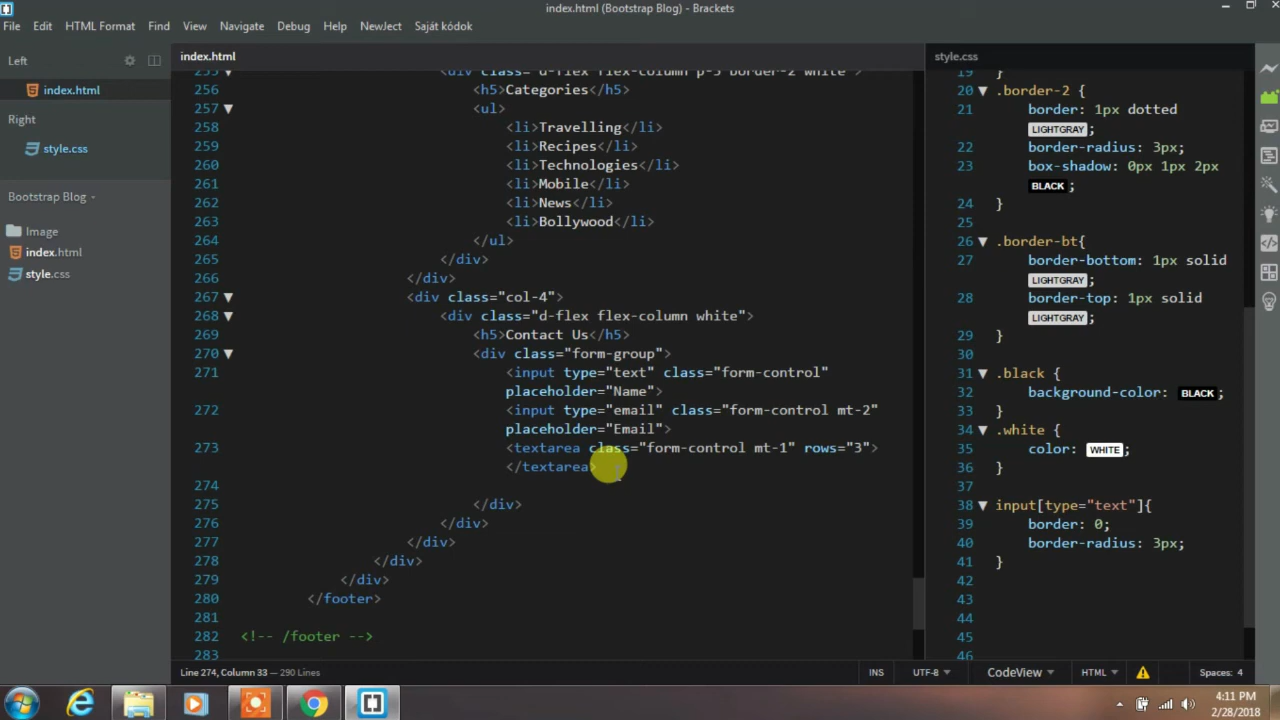 index.html (Bootstrap Blog) - Brackets
File Edit HTML Format Find View Navigate Debug Help NewJect Saját kódok
Left
index.html
Right
style.css
Bootstrap Blog
Image
index.html
style.css
index.html
255 <div class="d-flex flex-column p-5 border-2 white">
256 <h5>Categories</h5>
257 <ul>
258 <li>Travelling</li>
259 <li>Recipes</li>
260 <li>Technologies</li>
261 <li>Mobile</li>
262 <li>News</li>
263 <li>Bollywood</li>
264 </ul>
265 </div>
266 </div>
267 <div class="col-4">
268 <div class="d-flex flex-column white">
269 <h5>Contact Us</h5>
270 <div class="form-group">
271 <input type="text" class="form-control"
placeholder="Name">
272 <input type="email" class="form-control mt-2"
placeholder="Email">
273 <textarea class="form-control mt-1" rows="3">
</textarea>
274
275 </div>
276 </div>
277 </div>
278 </div>
279 </div>
280 </footer>
281
282 <!-- /footer -->
283
style.css
19 }
20 .border-2 {
21 border: 1px dotted
LIGHTGRAY;
22 border-radius: 3px;
23 box-shadow: 0px 1px 2px
BLACK;
24 }
25
26 .border-bt{
27 border-bottom: 1px solid
LIGHTGRAY;
28 border-top: 1px solid
LIGHTGRAY;
29 }
30
31 .black {
32 background-color: BLACK;
33 }
34 .white {
35 color: WHITE;
36 }
37
38 input[type="text"]{
39 border: 0;
40 border-radius: 3px;
41 }
42
43
44
45
46
Line 274, Column 33 — 290 Lines
INS UTF-8 CodeView HTML Spaces: 4
4:11 PM
2/28/2018